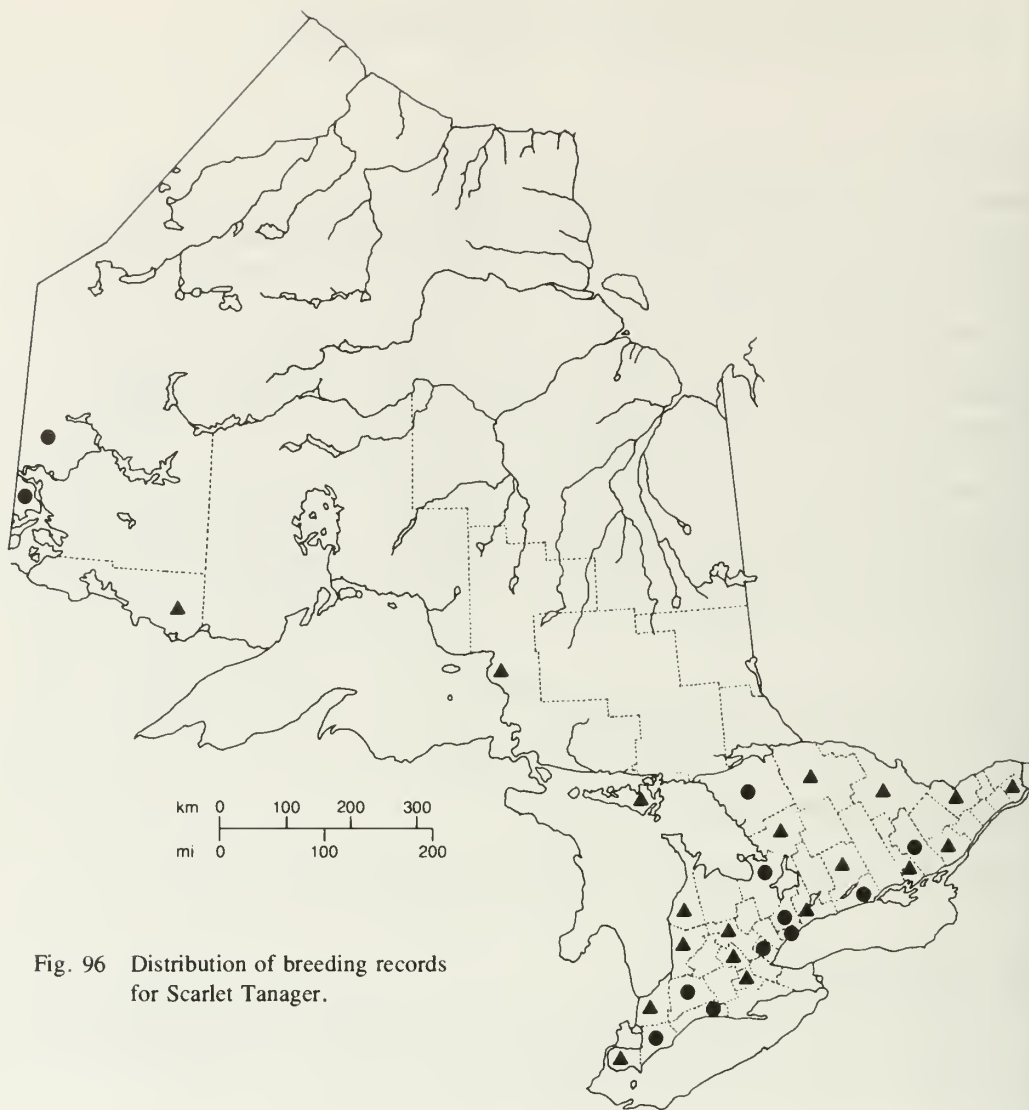 km 0 100 200 300
mi 0 100 200
Fig. 96 Distribution of breeding records
for Scarlet Tanager.